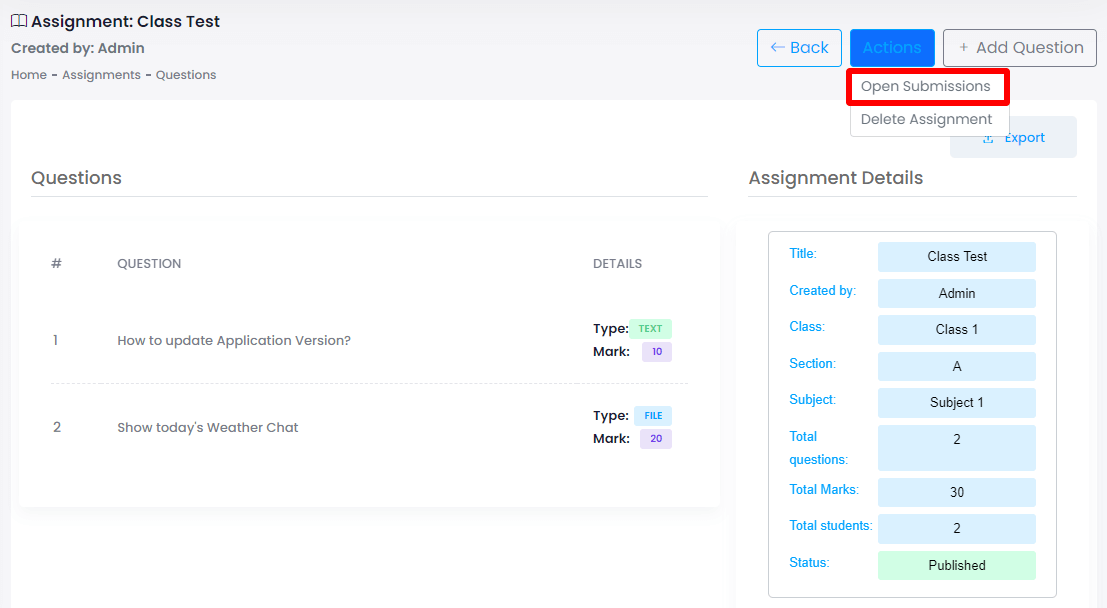 Assignment: Class Test
Created by: Admin
Home - Assignments - Questions
← Back
Actions
+ Add Question
Open Submissions
Delete Assignment
Export
Questions
# QUESTION DETAILS
1 How to update Application Version? Type: TEXT
Mark: 10
2 Show today's Weather Chat Type: FILE
Mark: 20
Assignment Details
Title: Class Test
Created by: Admin
Class: Class 1
Section: A
Subject: Subject 1
Total questions: 2
Total Marks: 30
Total students: 2
Status: Published